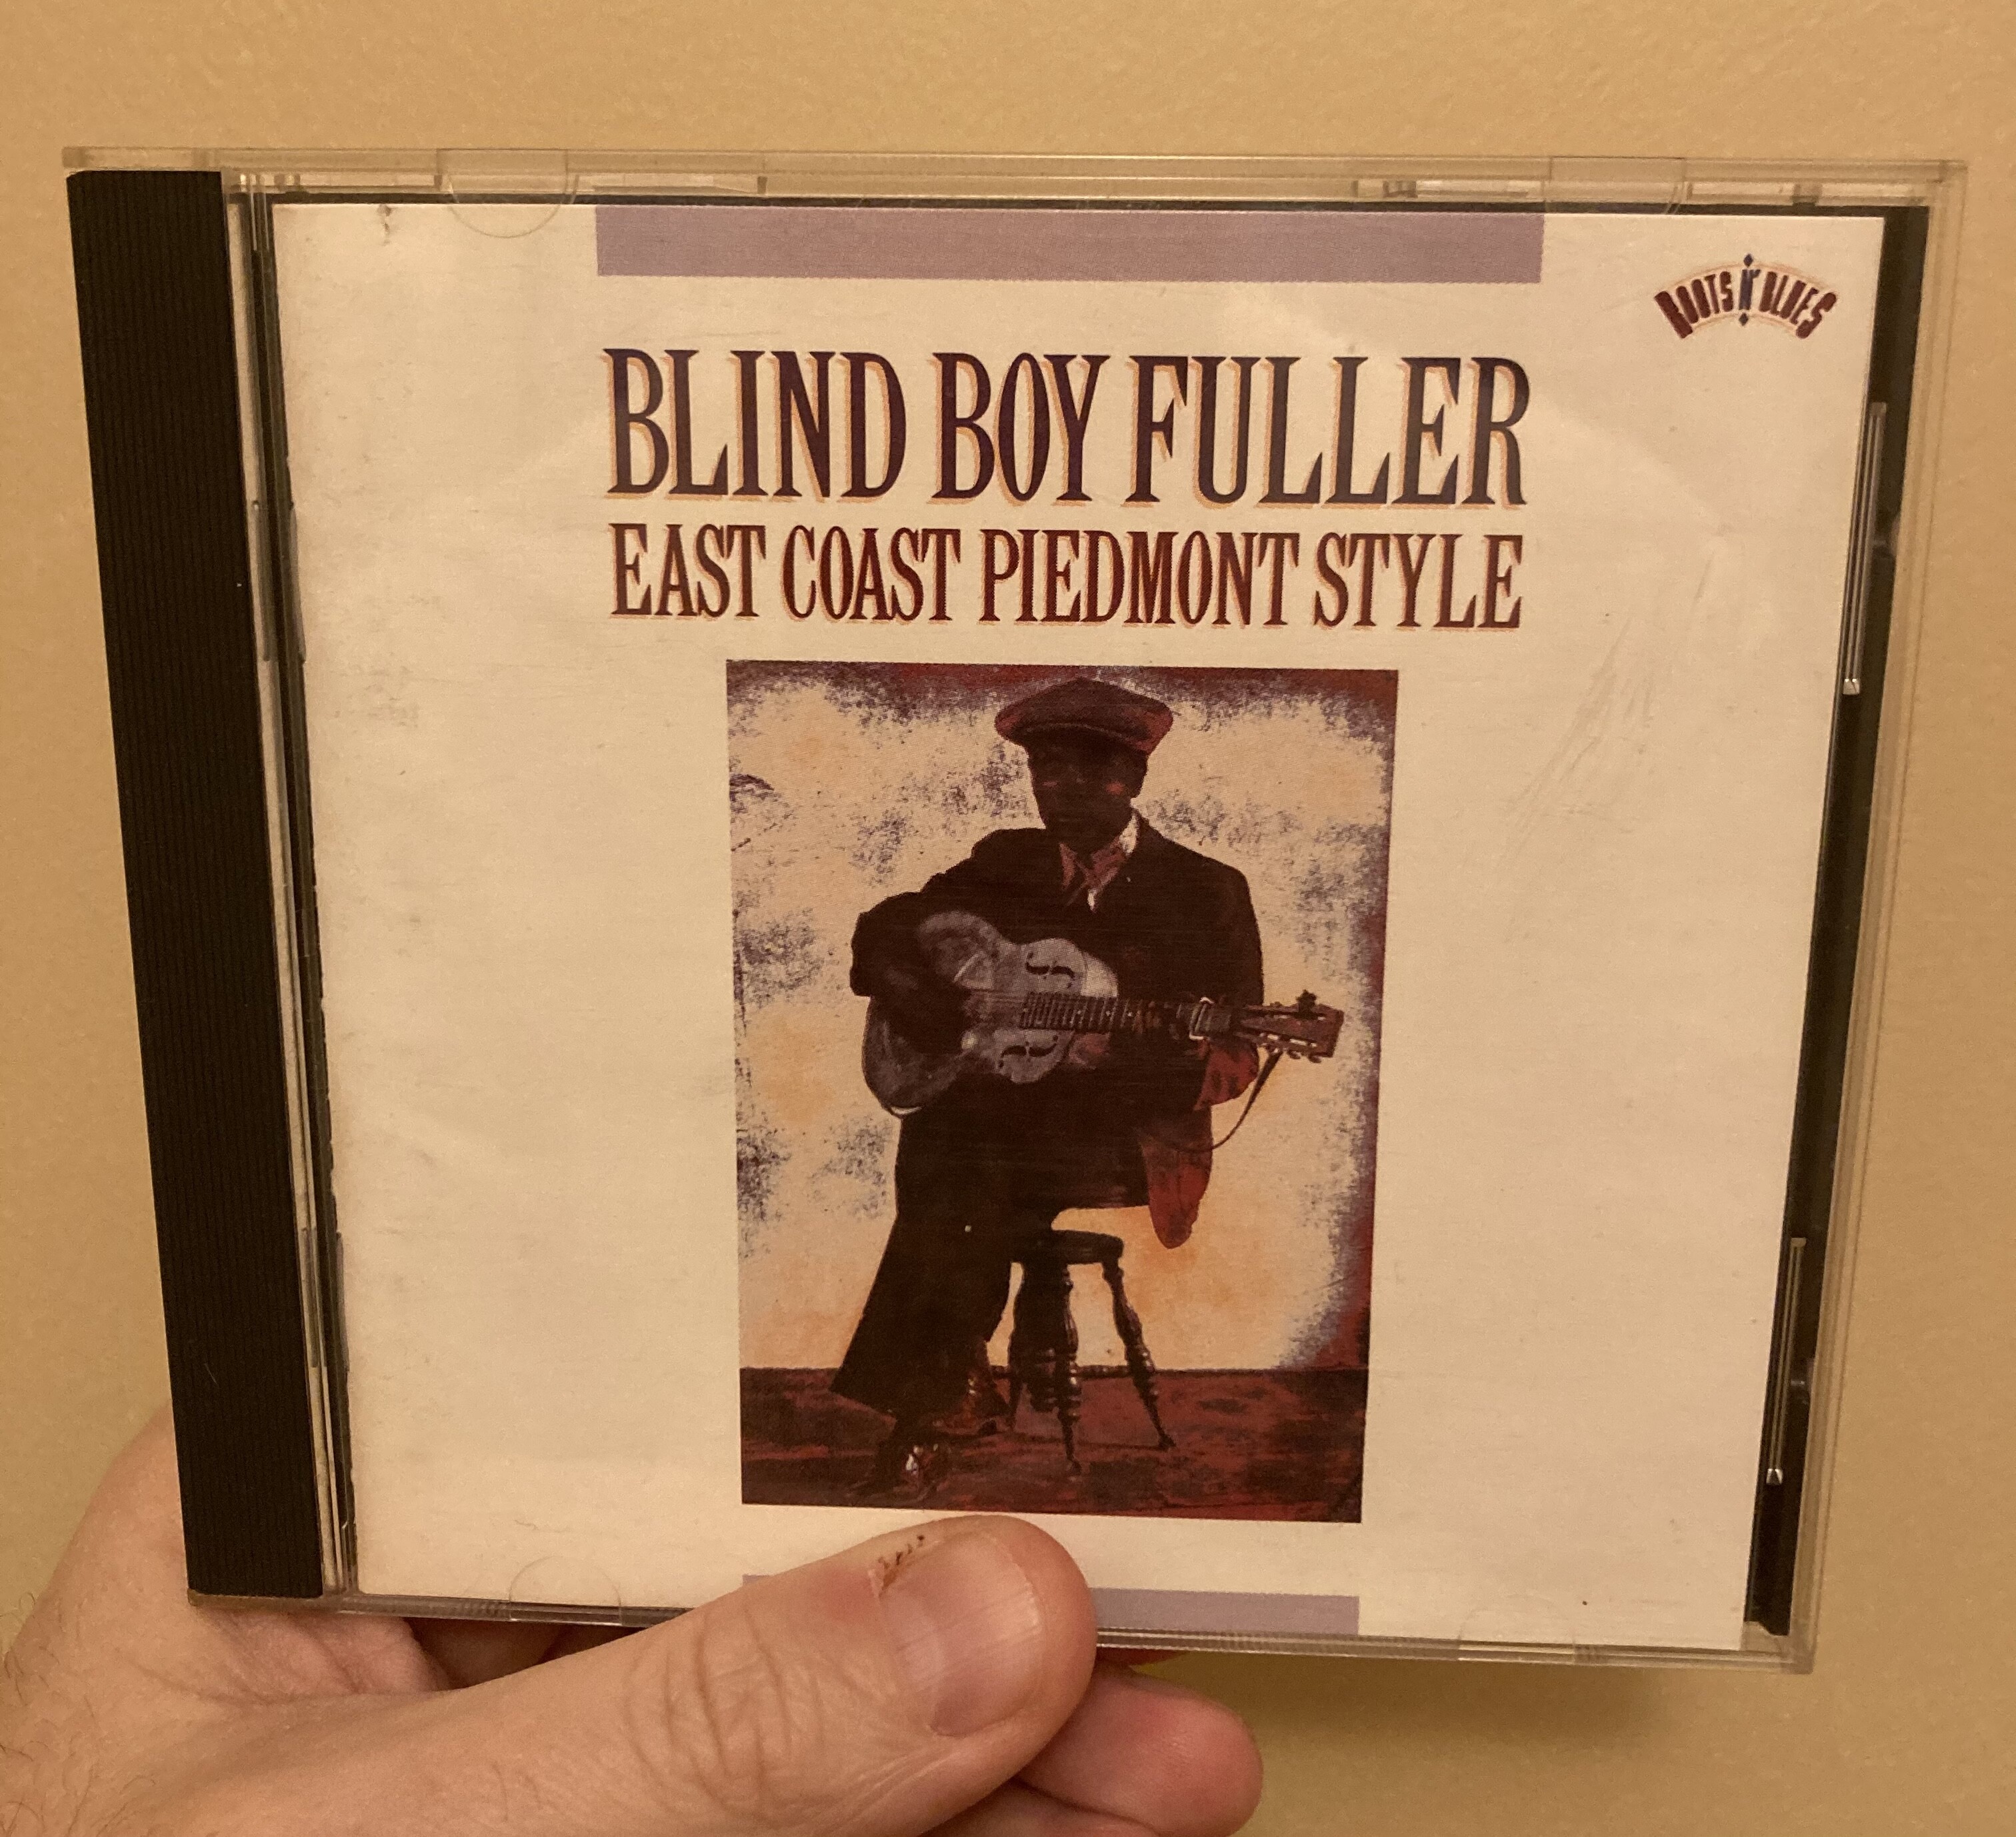 ROOTS N' BLUES
BLIND BOY FULLER
EAST COAST PIEDMONT STYLE